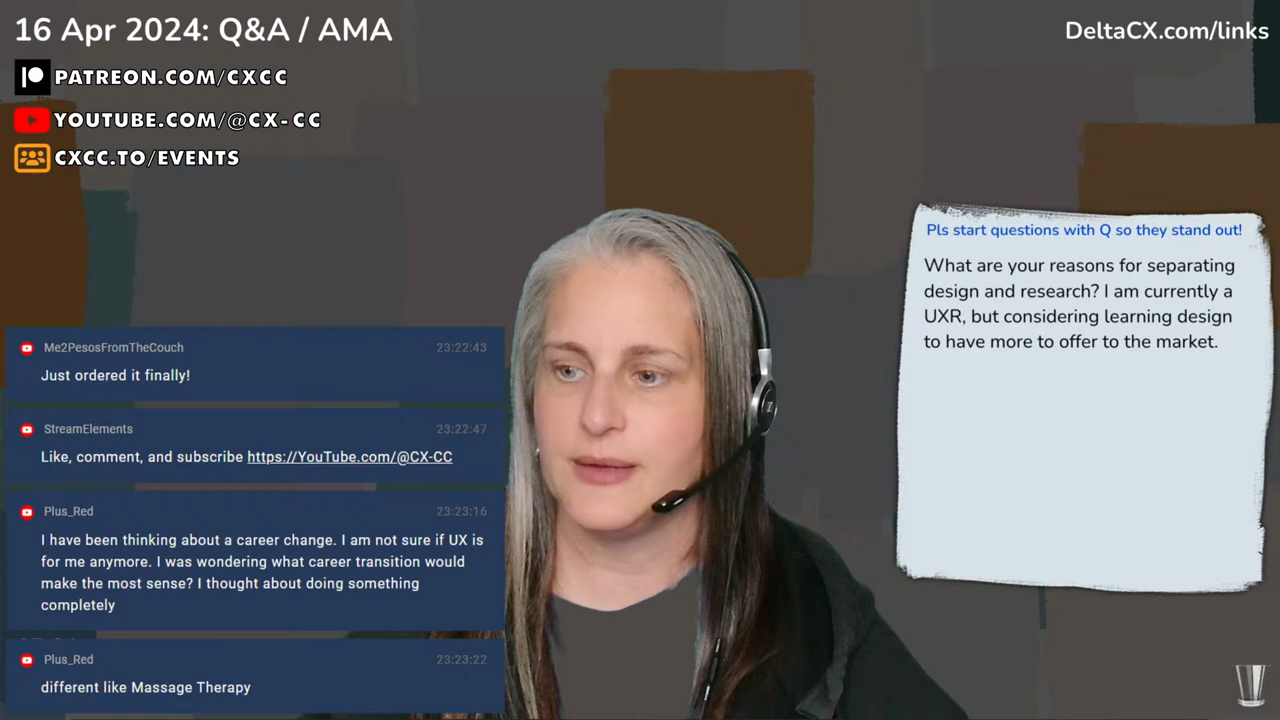 16 Apr 2024: Q&A / AMA
DeltaCX.com/links
PATREON.COM/CXCC
YOUTUBE.COM/@CX-CC
CXCC.TO/EVENTS
Pls start questions with Q so they stand out!
What are your reasons for separating
design and research? I am currently a
UXR, but considering learning design
to have more to offer to the market.
Me2PesosFromTheCouch 23:22:43
Just ordered it finally!
StreamElements 23:22:47
Like, comment, and subscribe https://YouTube.com/@CX-CC
Plus_Red 23:23:16
I have been thinking about a career change. I am not sure if UX is
for me anymore. I was wondering what career transition would
make the most sense? I thought about doing something
completely
Plus_Red 23:23:22
different like Massage Therapy